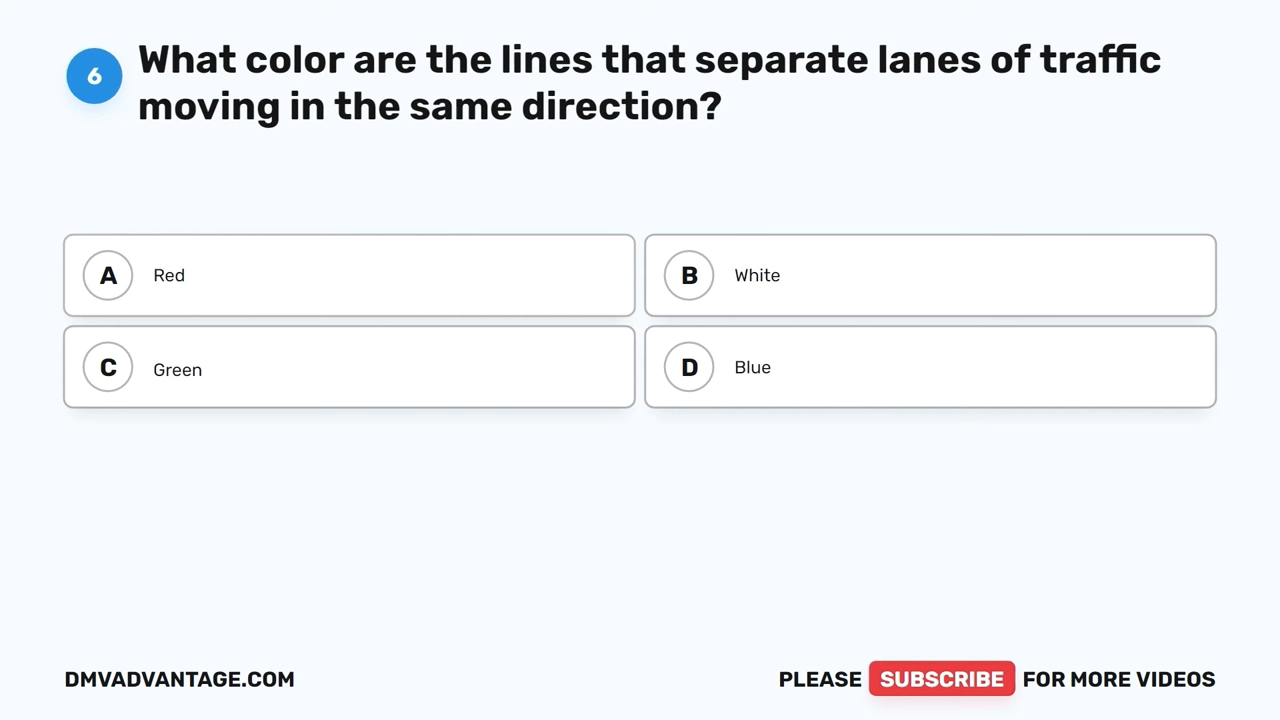 6
What color are the lines that separate lanes of traffic
moving in the same direction?
A Red
B White
C Green
D Blue
DMVADVANTAGE.COM
PLEASE SUBSCRIBE FOR MORE VIDEOS